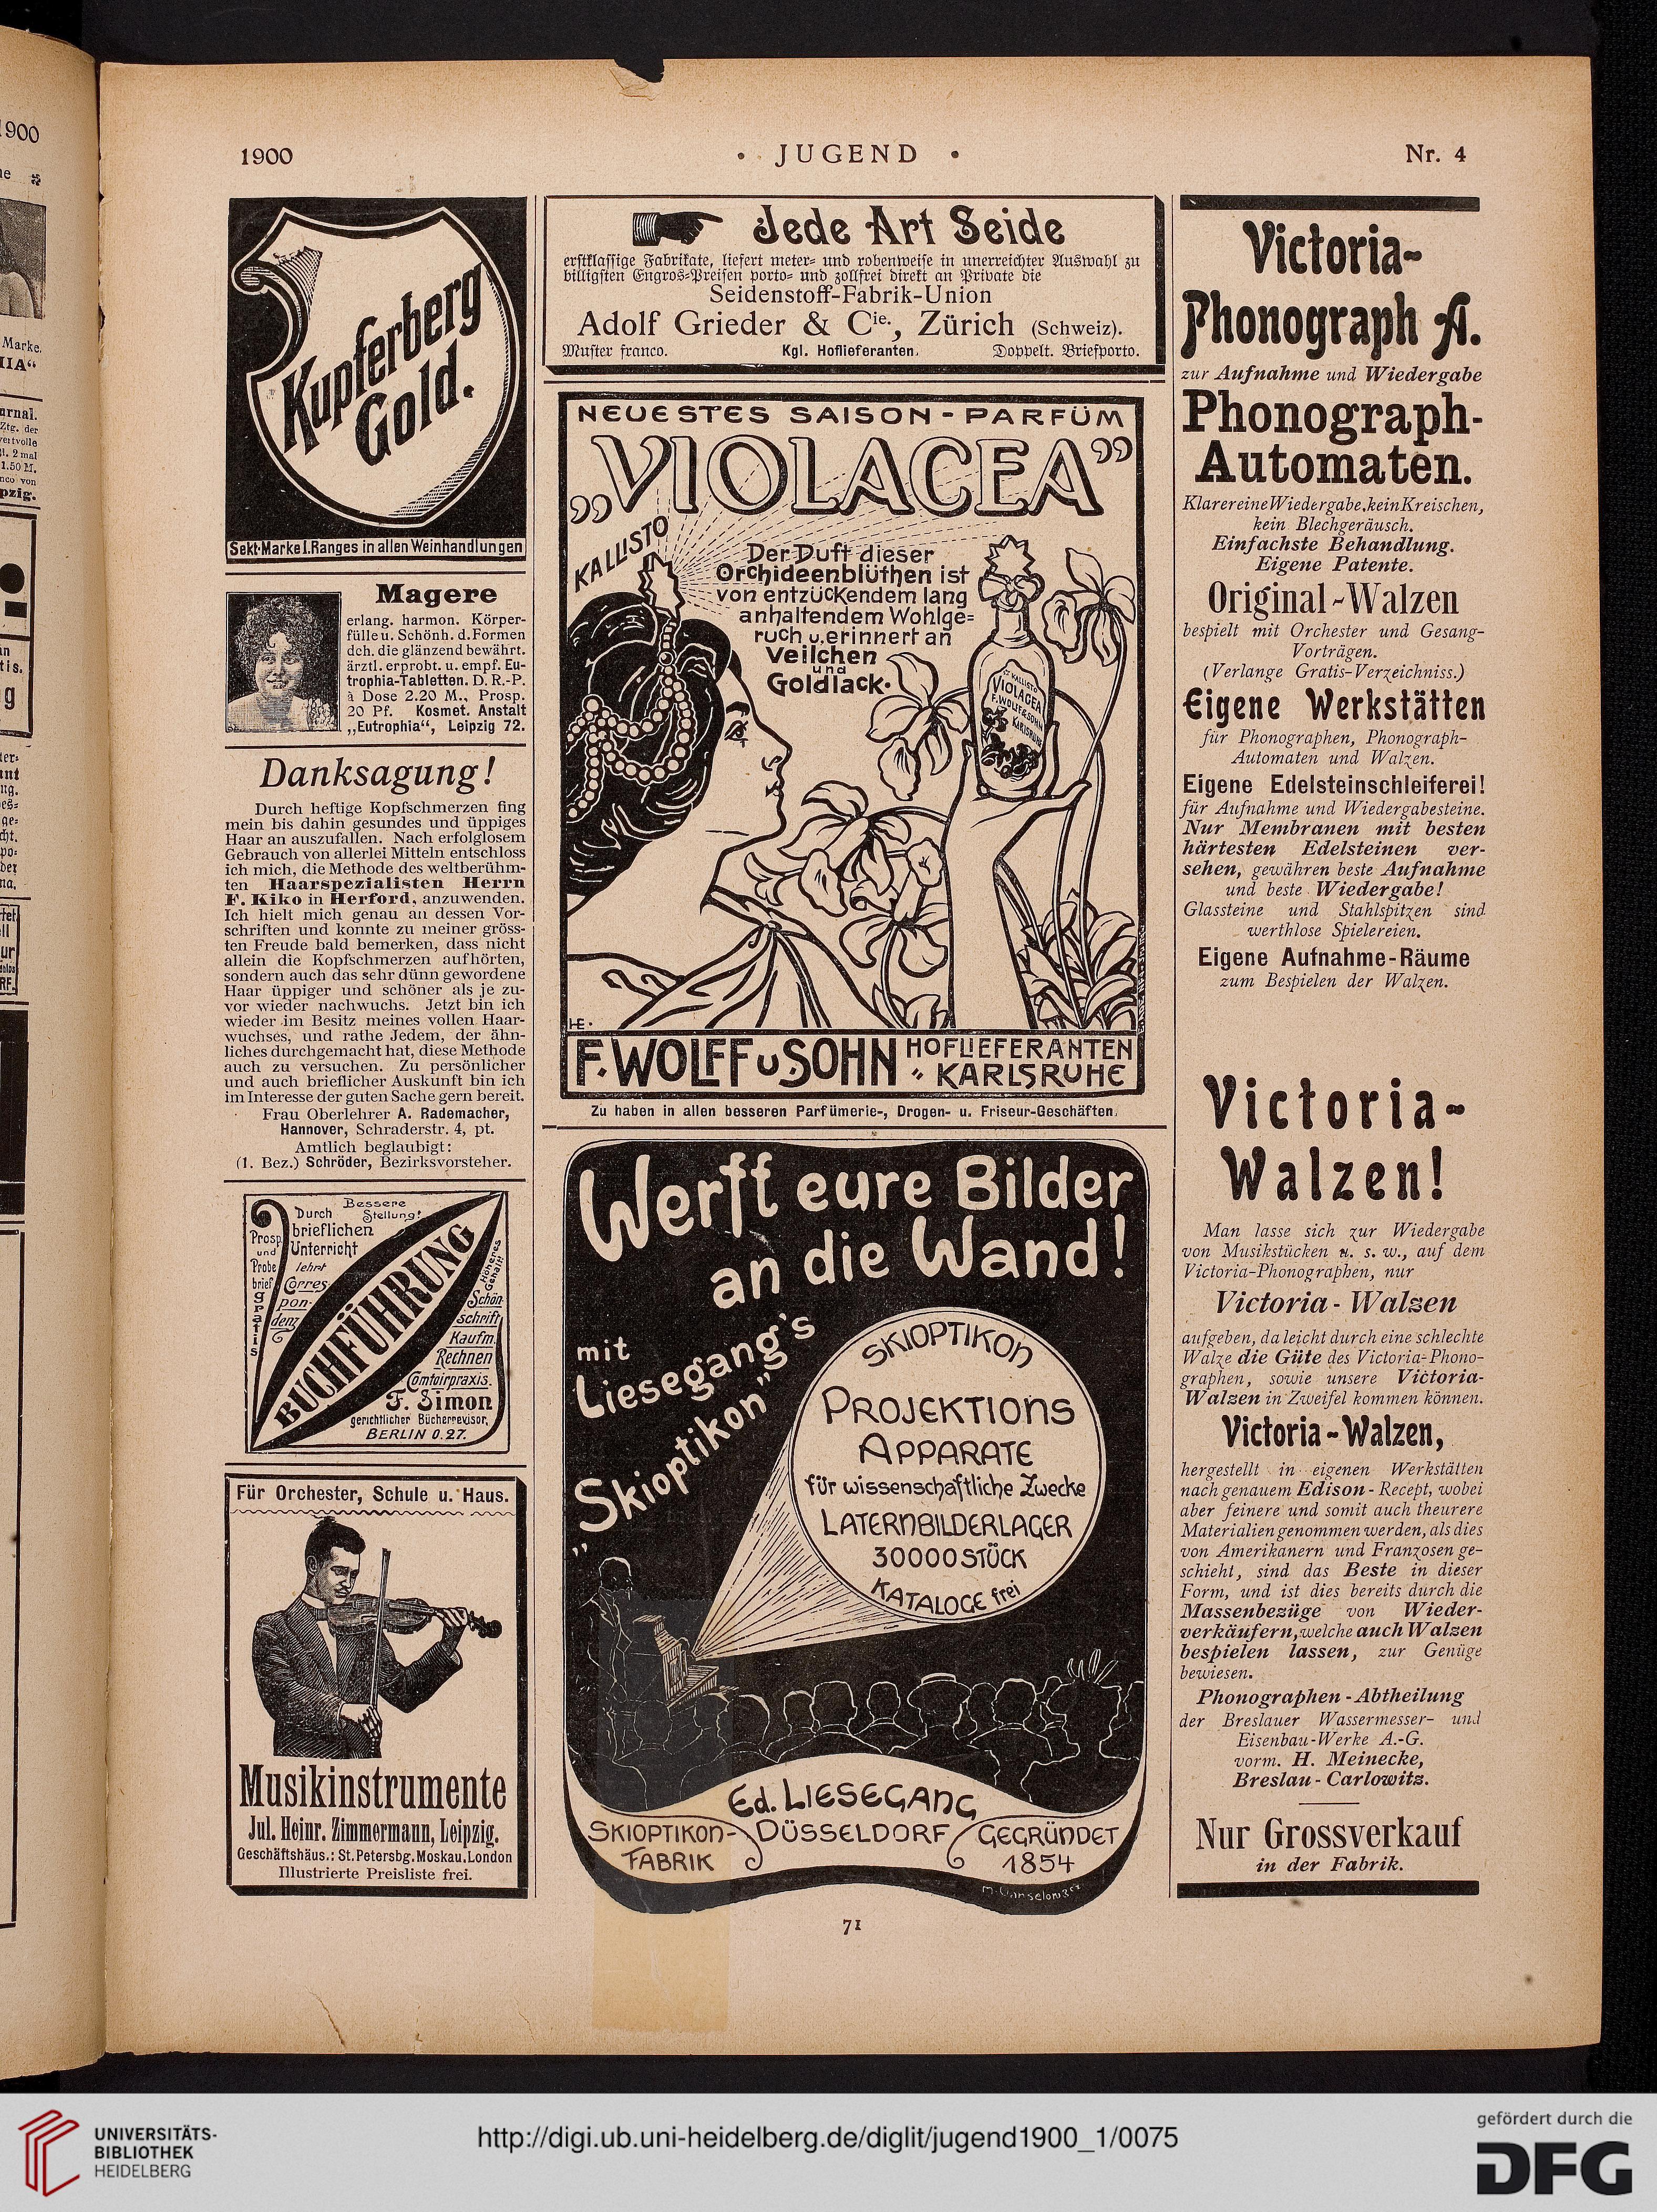 1900
· JUGEND ·
Nr. 4
Kupferberg
Gold.
Sekt-Marke I. Ranges in allen Weinhandlungen
Magere
erlang. harmon. Körper-
fülle u. Schönh. d. Formen
dch. die glänzend bewährt.
ärztl. erprobt. u. empf. Eu-
trophia-Tabletten. D. R.-P.
à Dose 2.20 M., Prosp.
20 Pf. Kosmet. Anstalt
„Eutrophia“, Leipzig 72.
Danksagung!
Durch heftige Kopfschmerzen fing
mein bis dahin gesundes und üppiges
Haar an auszufallen. Nach erfolglosem
Gebrauch von allerlei Mitteln entschloss
ich mich, die Methode des weltberühm-
ten Haarspezialisten Herrn
F. Kiko in Herford, anzuwenden.
Ich hielt mich genau an dessen Vor-
schriften und konnte zu meiner gröss-
ten Freude bald bemerken, dass nicht
allein die Kopfschmerzen aufhörten,
sondern auch das sehr dünn gewordene
Haar üppiger und schöner als je zu-
vor wieder nachwuchs. Jetzt bin ich
wieder im Besitz meines vollen Haar-
wuchses, und rathe Jedem, der ähn-
liches durchgemacht hat, diese Methode
auch zu versuchen. Zu persönlicher
und auch brieflicher Auskunft bin ich
im Interesse der guten Sache gern bereit.
Frau Oberlehrer A. Rademacher,
Hannover, Schraderstr. 4, pt.
Amtlich beglaubigt:
(1. Bez.) Schröder, Bezirksvorsteher.
Durch
brieflichen
Unterricht
lehrt
Bessere
Stellung!
Prosp.
und
Probe
brief
gratis
Corres-
pon-
denz
BUCHFÜHRUNG
Höheres
Gehalt!
Schön-
schrift
Kaufm.
Rechnen
Comtoirpraxis.
F. Simon
gerichtlicher Bücherrevisor,
BERLIN O.27.
Für Orchester, Schule u. Haus.
Musikinstrumente
Jul. Heinr. Zimmermann, Leipzig.
Geschäftshäus.: St. Petersbg. Moskau. London
Illustrierte Preisliste frei.
Jede Art Seide
erstklassige Fabrikate, liefert meter- und robenweise in unerreichter Auswahl zu
billigsten Engros-Preisen porto- und zollfrei direkt an Private die
Seidenstoff-Fabrik-Union
Adolf Grieder & Cie., Zürich (Schweiz).
Muster franco. Kgl. Hoflieferanten. Doppelt. Briefporto.
NEUESTES SAISON-PARFÜM
„VIOLACEA”
KALLISTO
Der Duft dieser
Orchideenblüthen ist
von entzückendem lang
anhaltendem Wohlge-
ruch u. erinnert an
Veilchen
und
Goldlack.
KALLISTO
VIOLACEA
F. WOLFF & SOHN
KARLSRUHE
HE.
F. WOLFF u. SOHN HOFLIEFERANTEN
KARLSRUHE
Zu haben in allen besseren Parfümerie-, Drogen- u. Friseur-Geschäften.
Werft eure Bilder
an die Wand!
mit
Liesegang's
„Skioptikon”
SKIOPTIKON
PROJEKTIONS
APPARATE
für wissenschaftliche Zwecke
LATERNBILDERLAGER
30000 STÜCK
KATALOGE frei
Ed. LIESEGANG
SKIOPTIKON-
FABRIK
DÜSSELDORF
GEGRÜNDET
1854
Victoria-
Phonograph A.
zur Aufnahme und Wiedergabe
Phonograph-
Automaten.
Klare reine Wiedergabe, kein Kreischen,
kein Blechgeräusch.
Einfachste Behandlung.
Eigene Patente.
Original-Walzen
bespielt mit Orchester und Gesang-
Vorträgen.
(Verlange Gratis-Verzeichniss.)
Eigene Werkstätten
für Phonographen, Phonograph-
Automaten und Walzen.
Eigene Edelsteinschleiferei!
für Aufnahme und Wiedergabesteine.
Nur Membranen mit besten
härtesten Edelsteinen ver-
sehen, gewähren beste Aufnahme
und beste Wiedergabe!
Glassteine und Stahlspitzen sind
werthlose Spielereien.
Eigene Aufnahme-Räume
zum Bespielen der Walzen.
Victoria-
Walzen!
Man lasse sich zur Wiedergabe
von Musikstücken u. s. w., auf dem
Victoria-Phonographen, nur
Victoria-Walzen
aufgeben, da leicht durch eine schlechte
Walze die Güte des Victoria-Phono-
graphen, sowie unsere Victoria-
Walzen in Zweifel kommen können.
Victoria-Walzen,
hergestellt in eigenen Werkstätten
nach genauem Edison-Recept, wobei
aber feinere und somit auch theurere
Materialien genommen werden, als dies
von Amerikanern und Franzosen ge-
schieht, sind das Beste in dieser
Form, und ist dies bereits durch die
Massenbezüge von Wieder-
verkäufern, welche auch Walzen
bespielen lassen, zur Genüge
bewiesen.
Phonographen-Abtheilung
der Breslauer Wassermesser- und
Eisenbau-Werke A.-G.
vorm. H. Meinecke,
Breslau-Carlowitz.
Nur Grossverkauf
in der Fabrik.
71
UNIVERSITÄTS-
BIBLIOTHEK
HEIDELBERG
http://digi.ub.uni-heidelberg.de/diglit/jugend1900_1/0075
gefördert durch die
DFG